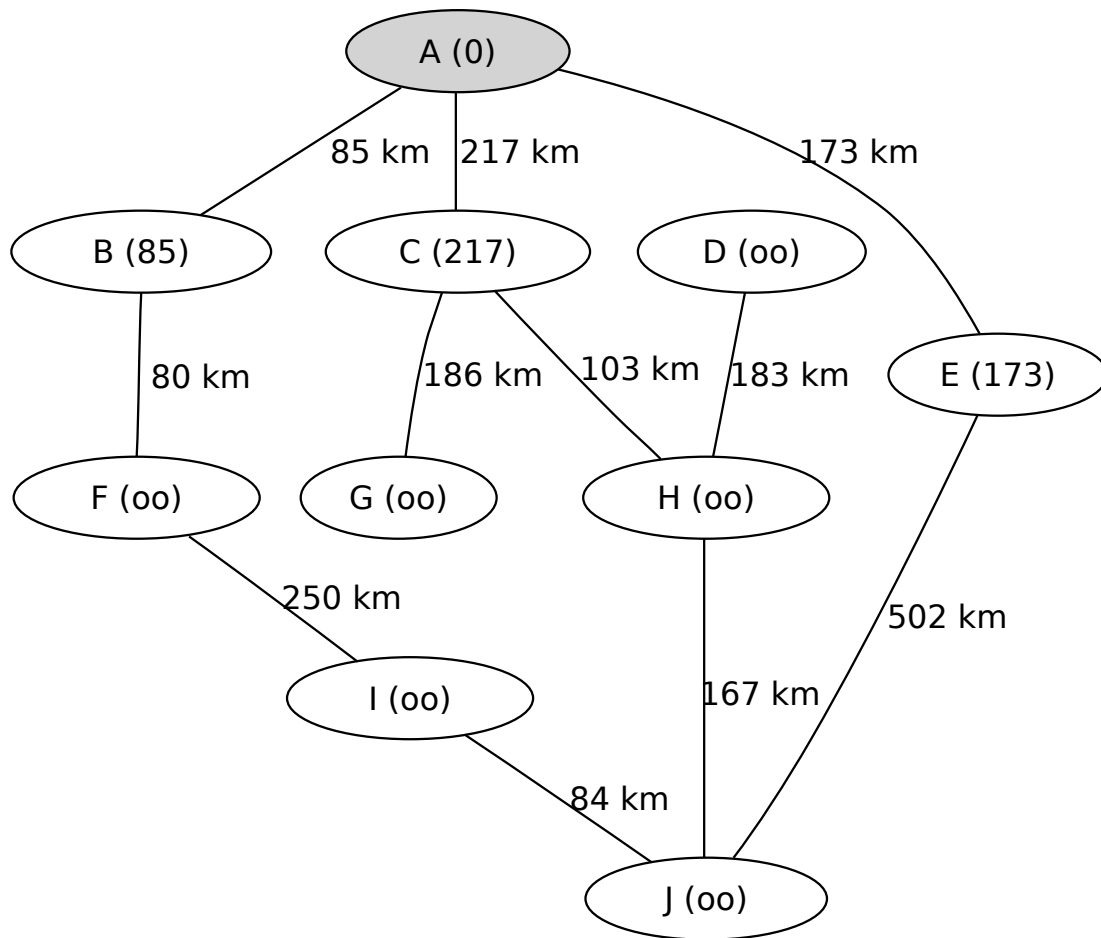 A (0)
85 km
217 km
173 km
B (85)
C (217)
D (oo)
80 km
186 km
103 km
183 km
E (173)
F (oo)
G (oo)
H (oo)
250 km
502 km
I (oo)
167 km
84 km
J (oo)